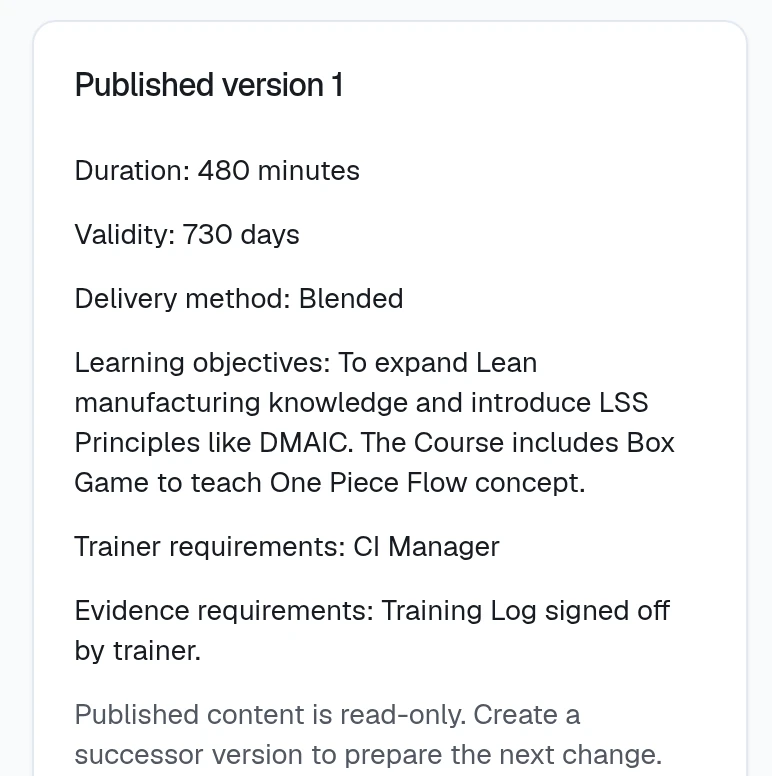 Published version 1
Duration: 480 minutes
Validity: 730 days
Delivery method: Blended
Learning objectives: To expand Lean
manufacturing knowledge and introduce LSS
Principles like DMAIC. The Course includes Box
Game to teach One Piece Flow concept.
Trainer requirements: CI Manager
Evidence requirements: Training Log signed off
by trainer.
Published content is read-only. Create a
successor version to prepare the next change.